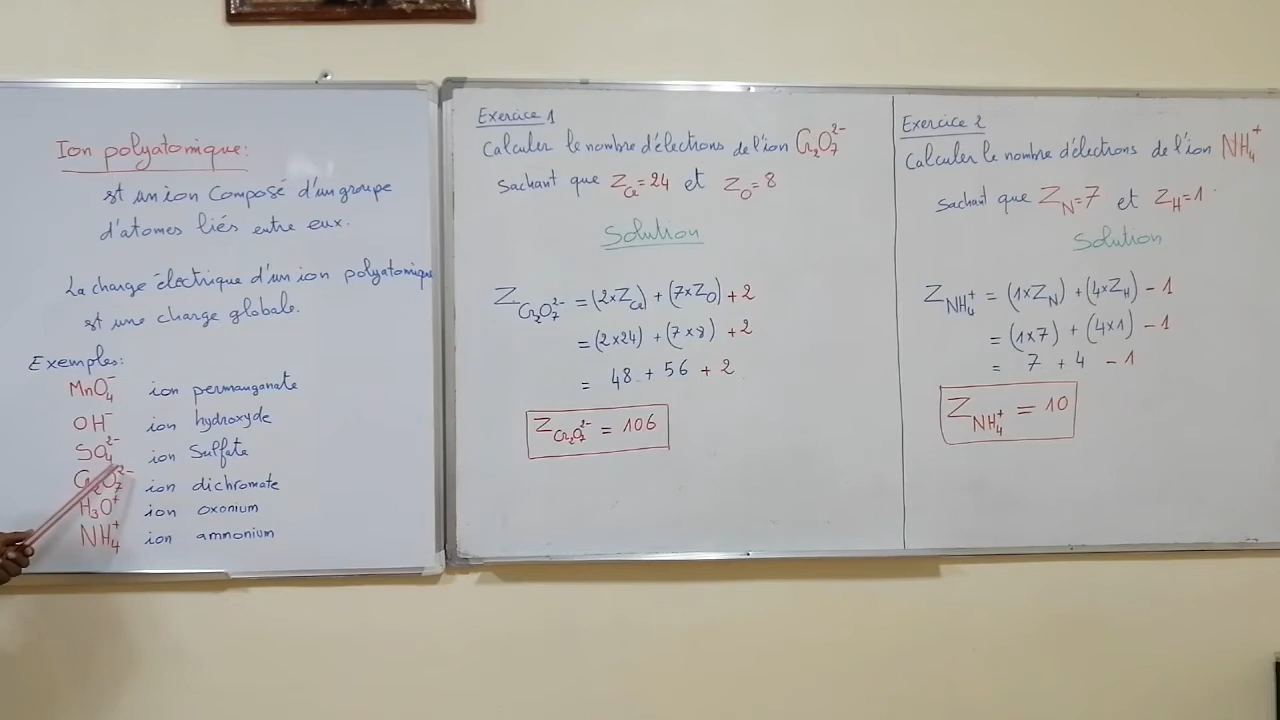 Ion polyatomique:
est un ion Composé d'un groupe
d'atomes liés entre eux.
La charge électrique d'un ion polyatomique
est une charge globale.
Exemples:
MnO₄⁻ ion permanganate
OH⁻ ion hydroxyde
SO₄²⁻ ion Sulfate
Cr₂O₇²⁻ ion dichromate
H₃O⁺ ion oxonium
NH₄⁺ ion ammonium
Exercice 1
Calculer le nombre d'élections de l'ion Cr₂O₇²⁻
Sachant que Z_Cr=24 et Z_O=8
Solution
Z_Cr₂O₇²⁻ = (2×Z_Cr) + (7×Z_O) + 2
= (2×24) + (7×8) + 2
= 48 + 56 + 2
Z_Cr₂O₇²⁻ = 106
Exercice 2
Calculer le nombre d'élections de l'ion NH₄⁺
sachant que Z_N=7 et Z_H=1.
Solution
Z_NH₄⁺ = (1×Z_N) + (4×Z_H) - 1
= (1×7) + (4×1) - 1
= 7 + 4 - 1
Z_NH₄⁺ = 10